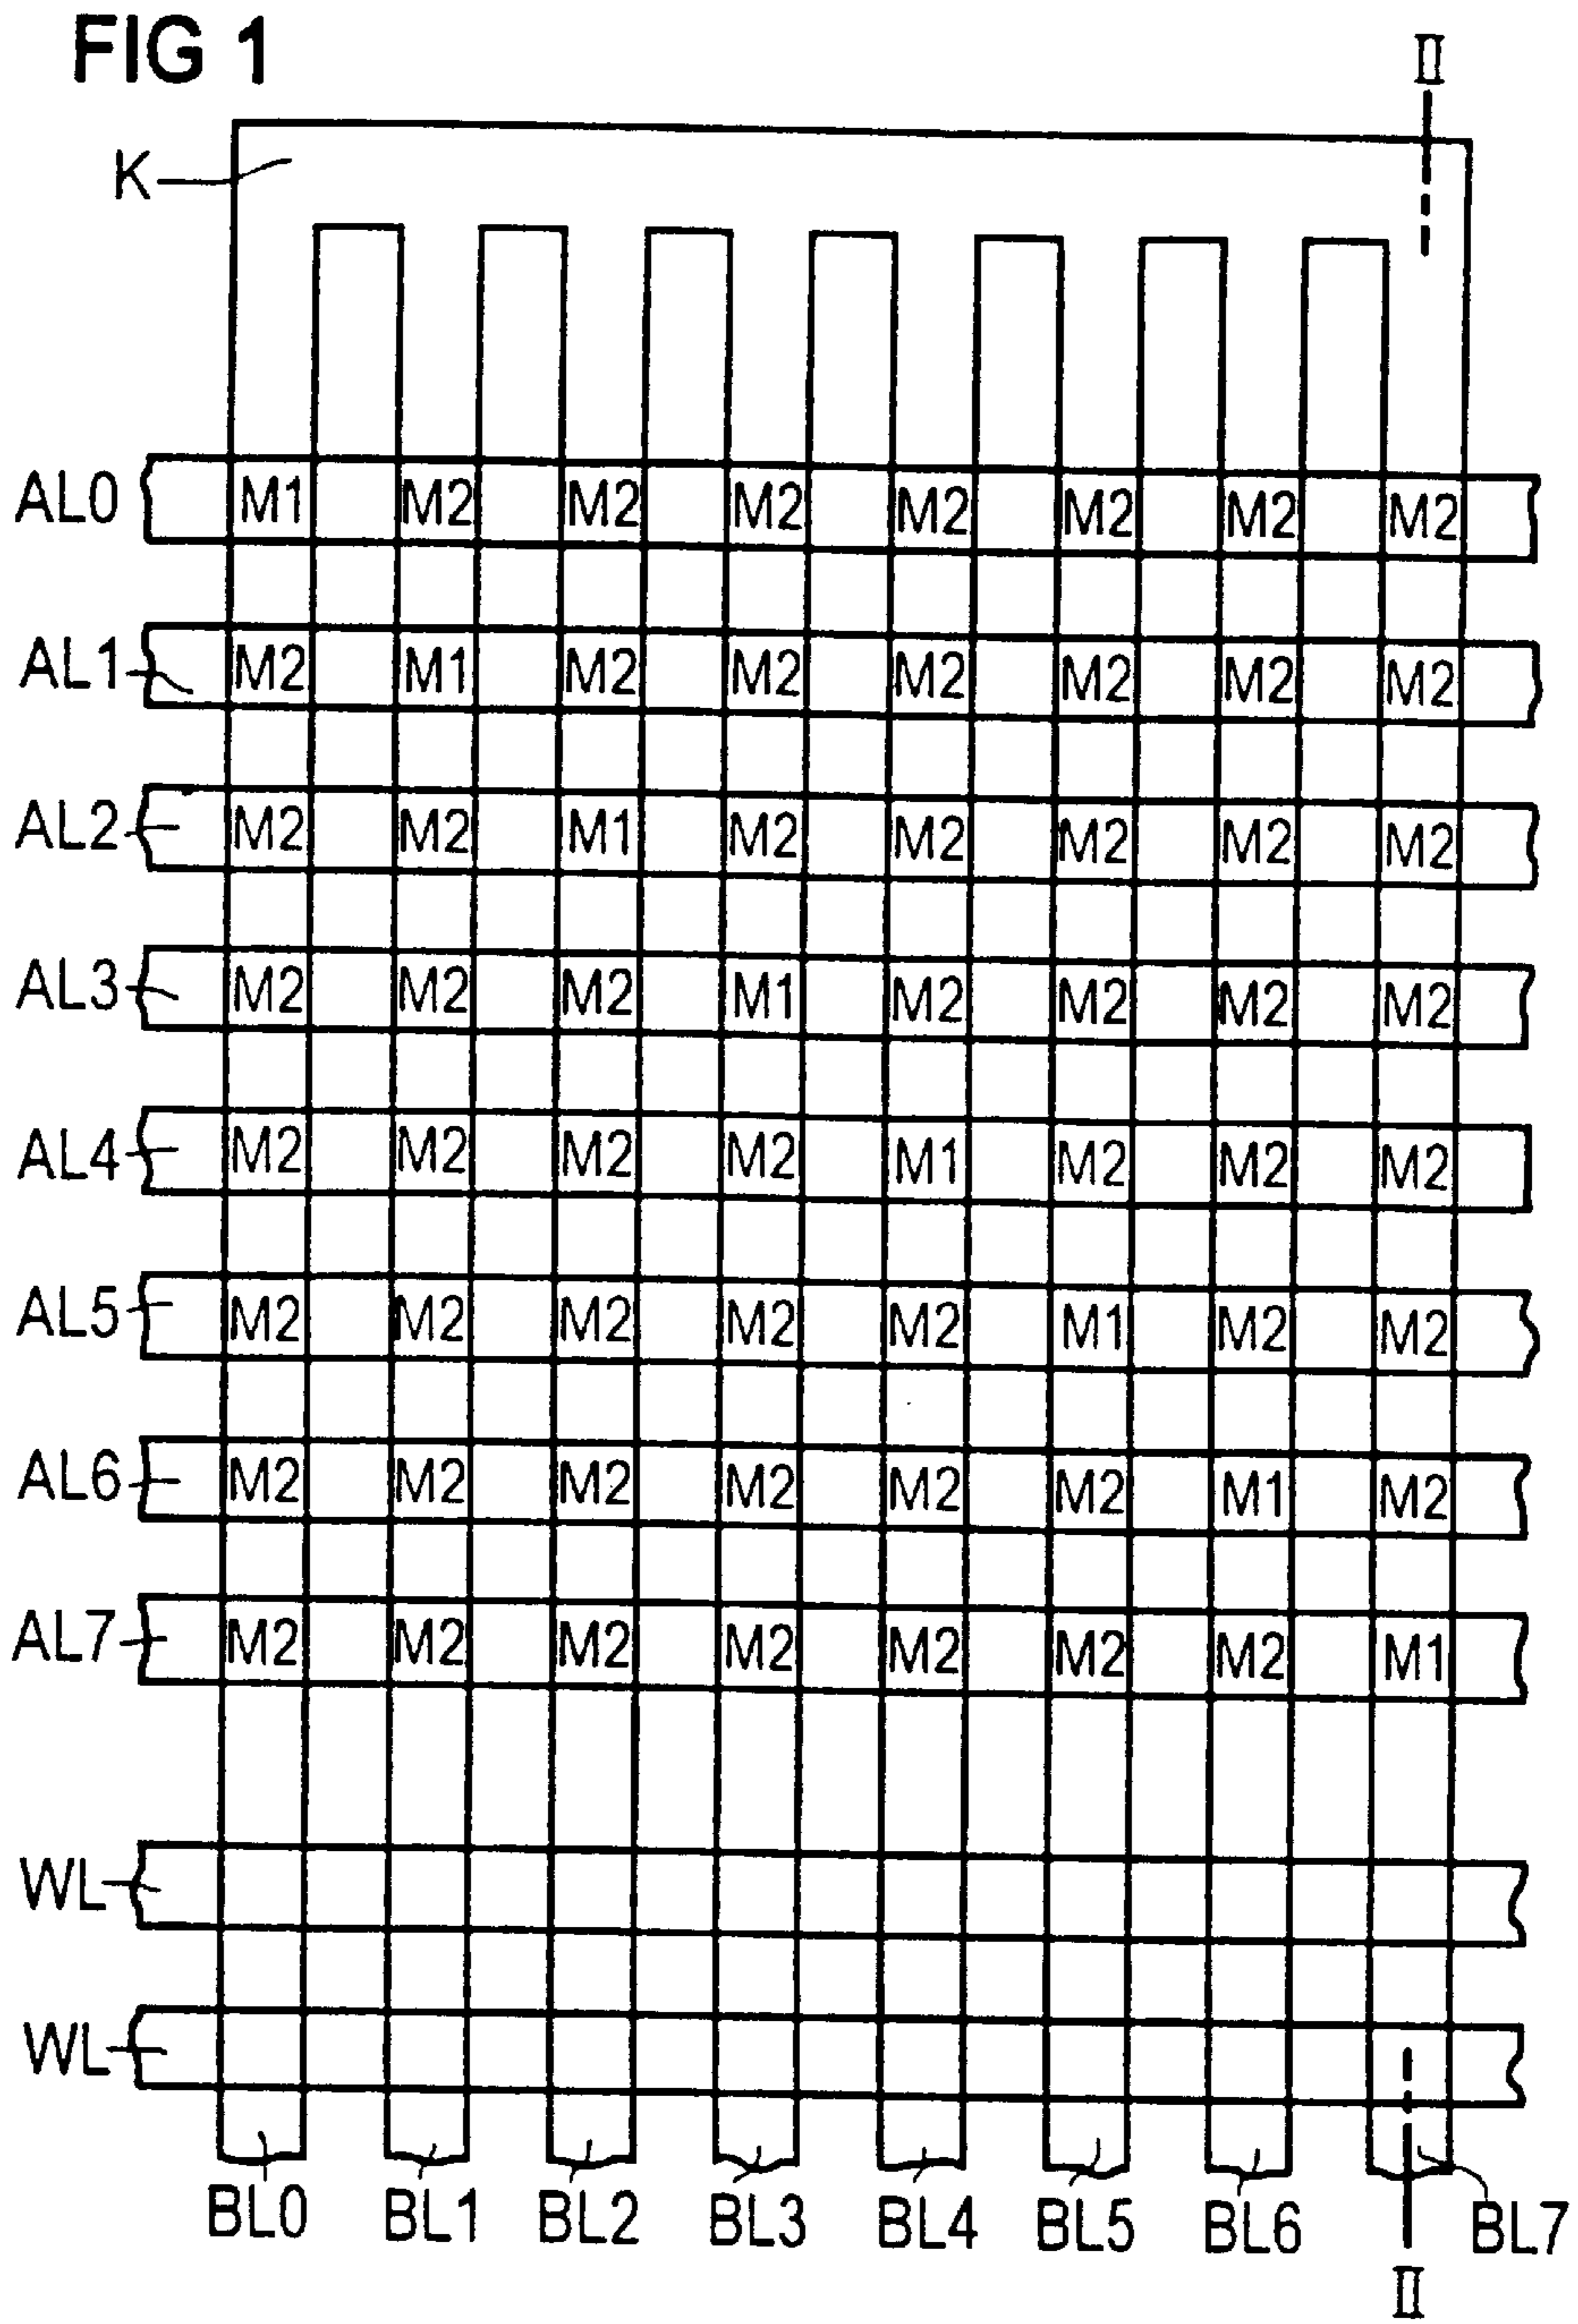 FIG 1
II
K
AL0 M1 M2 M2 M2 M2 M2 M2 M2
AL1 M2 M1 M2 M2 M2 M2 M2 M2
AL2 M2 M2 M1 M2 M2 M2 M2 M2
AL3 M2 M2 M2 M1 M2 M2 M2 M2
AL4 M2 M2 M2 M2 M1 M2 M2 M2
AL5 M2 M2 M2 M2 M2 M1 M2 M2
AL6 M2 M2 M2 M2 M2 M2 M1 M2
AL7 M2 M2 M2 M2 M2 M2 M2 M1
WL
WL
BL0 BL1 BL2 BL3 BL4 BL5 BL6 BL7
II